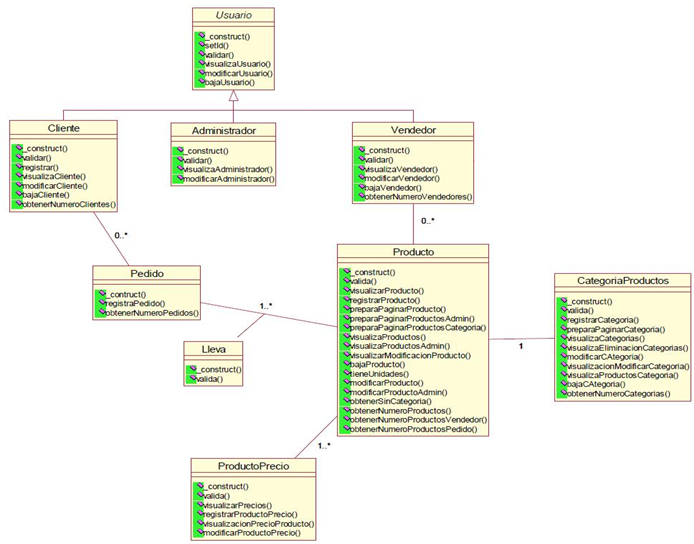 Usuario
_construct()
setId()
validar()
visualizaUsuario()
modificarUsuario()
bajaUsuario()
Cliente
_construct()
validar()
registrar()
visualizaCliente()
modificarCliente()
bajaCliente()
obtenerNumeroClientes()
Administrador
_construct()
validar()
visualizaAdministrador()
modificarAdministrador()
Vendedor
_construct()
validar()
visualizaVendedor()
modificarVendedor()
bajaVendedor()
obtenerNumeroVendedores()
0..*
0..*
Pedido
_contruct()
registraPedido()
obtenerNumeroPedidos()
1..*
Lleva
_construct()
valida()
Producto
_construct()
valida()
visualizarProducto()
registrarProducto()
preparaPaginarProducto()
preparaPaginarProductosAdmin()
preparaPaginarProductosCategoria()
visualizaProductos()
visualizaProductosAdmin()
visualizarModificacionProducto()
bajaProducto()
tieneUnidades()
modificarProducto()
modificarProductoAdmin()
obtenerSinCategoria()
obtenerNumeroProductos()
obtenerNumeroProductosVendedor()
obtenerNumeroProductosPedido()
1
CategoriaProductos
_construct()
valida()
registrarCategoria()
preparaPaginarCategoria()
visualizaCategorias()
visualizaEliminacionCategorias()
modificarCAtegoria()
visualizacionModificarCategoria()
visualizaProductosCategoria()
bajaCAtegoria()
obtenerNumeroCategorias()
1..*
ProductoPrecio
_construct()
valida()
visualizarPrecios()
registrarProductoPrecio()
visualizacionPrecioProducto()
modificarProductoPrecio()